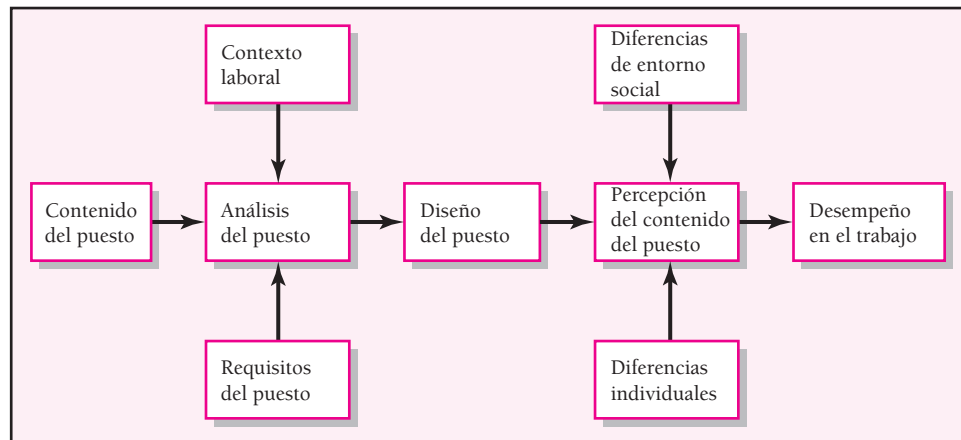 Contexto
laboral
Diferencias
de entorno
social
Contenido
del puesto
Análisis
del puesto
Diseño
del puesto
Percepción
del contenido
del puesto
Desempeño
en el trabajo
Requisitos
del puesto
Diferencias
individuales